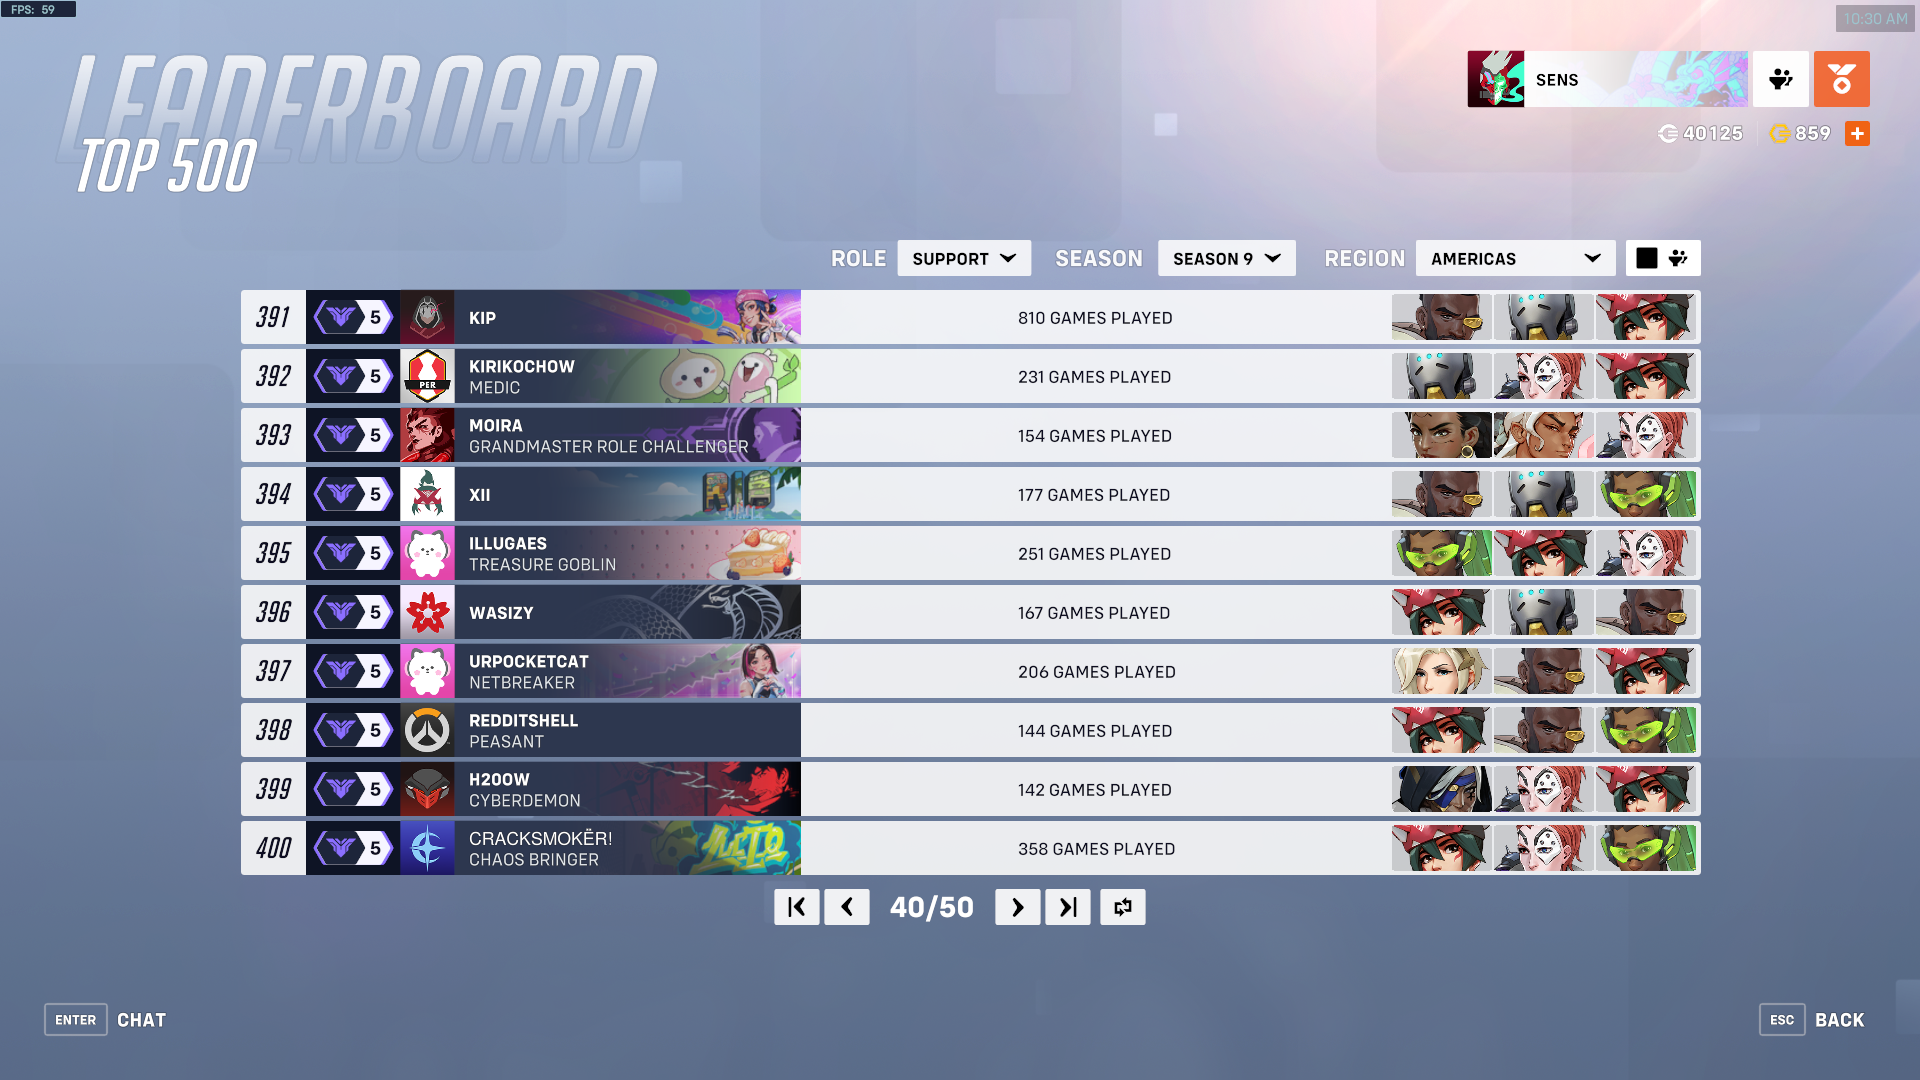 FPS: 59
10:30 AM
LEADERBOARD
TOP 500
SENS
40125
859
ROLE SUPPORT SEASON SEASON 9 REGION AMERICAS
391 5 KIP 810 GAMES PLAYED
392 5 PER KIRIKOCHOW 231 GAMES PLAYED
MEDIC
393 5 MOIRA 154 GAMES PLAYED
GRANDMASTER ROLE CHALLENGER
394 5 XII RIO 177 GAMES PLAYED
395 5 ILLUGAES 251 GAMES PLAYED
TREASURE GOBLIN
396 5 WASIZY 167 GAMES PLAYED
397 5 URPOCKETCAT 206 GAMES PLAYED
NETBREAKER
398 5 REDDITSHELL 144 GAMES PLAYED
PEASANT
399 5 H2OOW 142 GAMES PLAYED
CYBERDEMON
400 5 CRACKSMOKËR! 358 GAMES PLAYED
CHAOS BRINGER
40/50
ENTER CHAT
ESC BACK